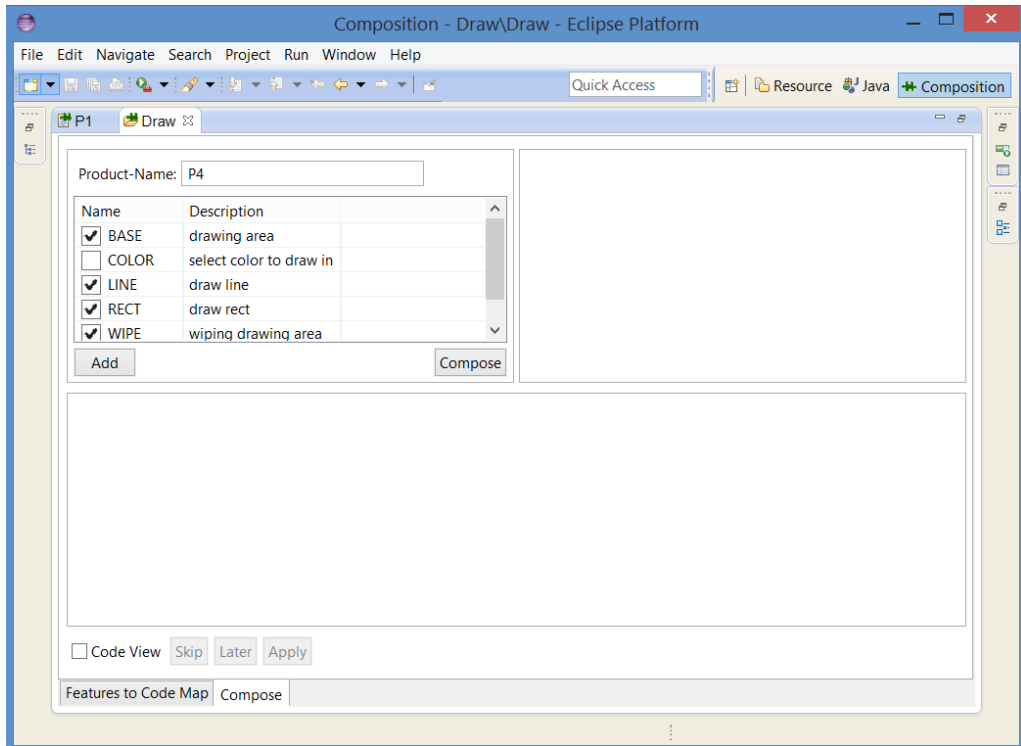 Composition - Draw\Draw - Eclipse Platform
File Edit Navigate Search Project Run Window Help
Quick Access Resource Java Composition
P1 Draw
Product-Name: P4
Name Description
BASE drawing area
COLOR select color to draw in
LINE draw line
RECT draw rect
WIPE wiping drawing area
Add Compose
Code View Skip Later Apply
Features to Code Map Compose